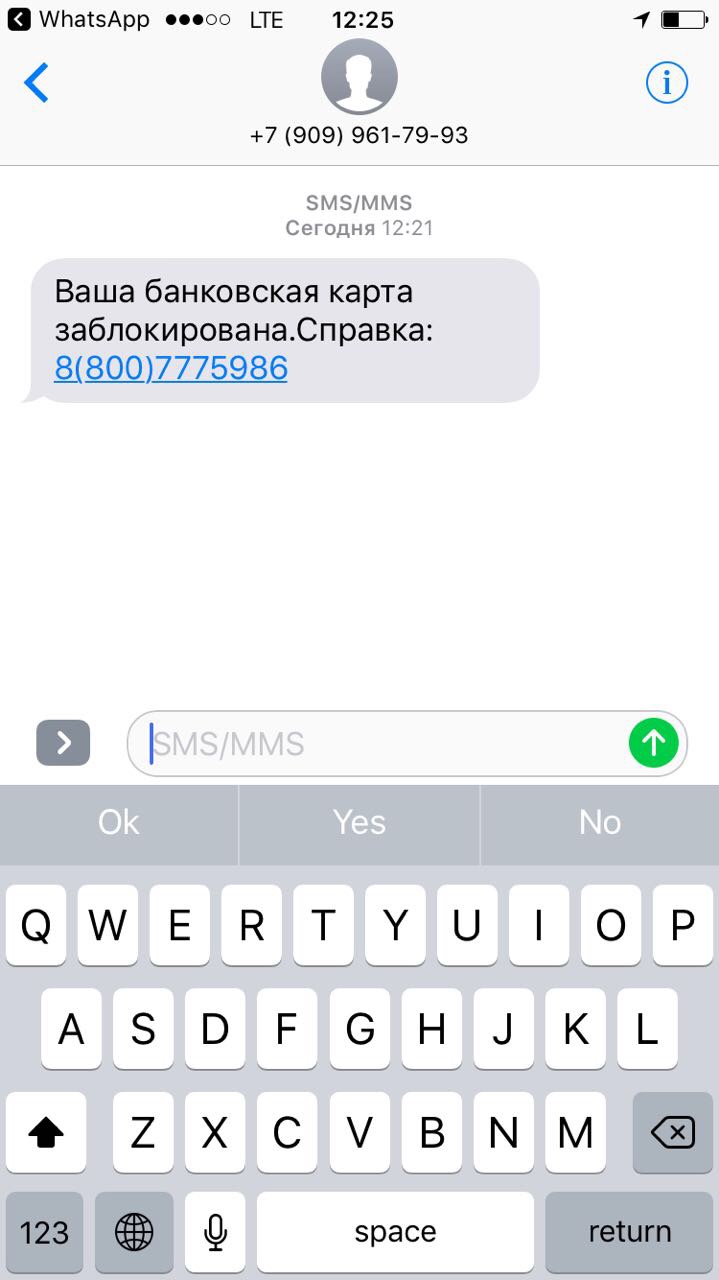 WhatsApp LTE 12:25
+7 (909) 961-79-93
SMS/MMS
Сегодня 12:21
Ваша банковская карта
заблокирована.Справка:
8(800)7775986
SMS/MMS
Ok Yes No
Q W E R T Y U I O P
A S D F G H J K L
Z X C V B N M
123 space return